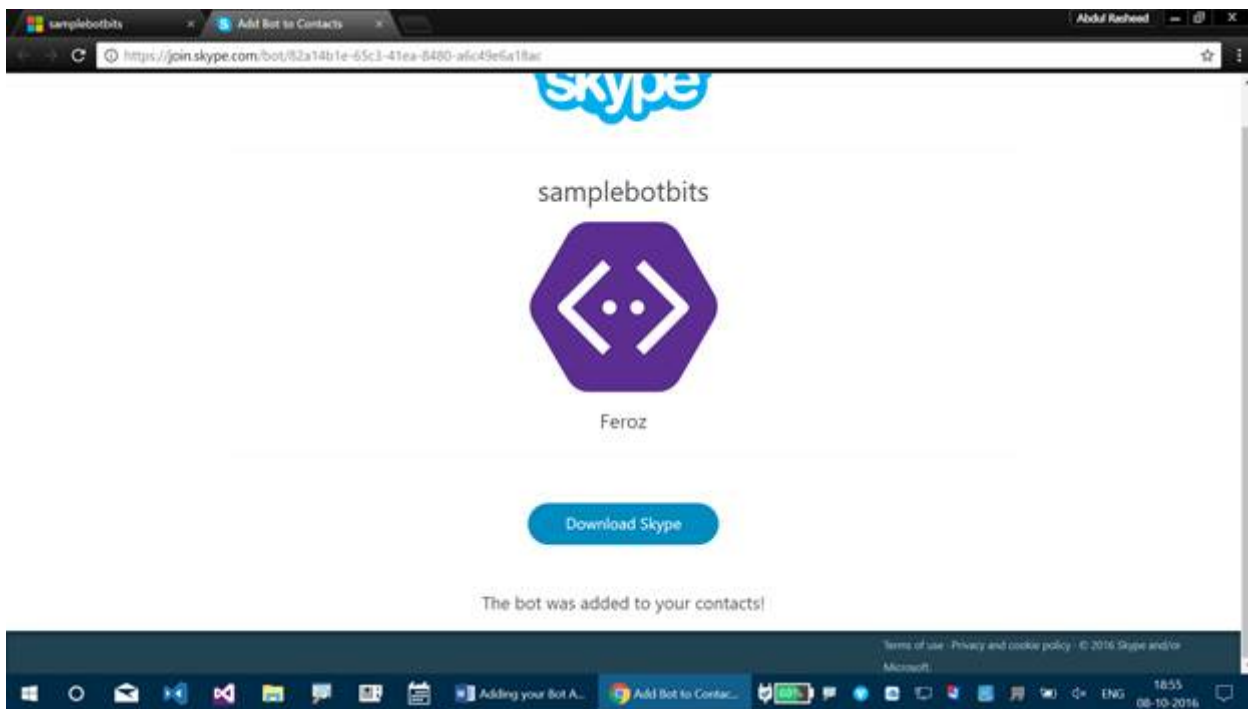 samplebotbits
Add Bot to Contacts
Abdul Rasheed
https://join.skype.com/bot/82a14b1e-65c3-41ea-8480-a6c49e6a18ac
skype
samplebotbits
Feroz
Download Skype
The bot was added to your contacts!
Terms of use · Privacy and cookie policy · © 2016 Skype and/or
Microsoft
Adding your Bot A...
Add Bot to Contac...
ENG
18:55
08-10-2016